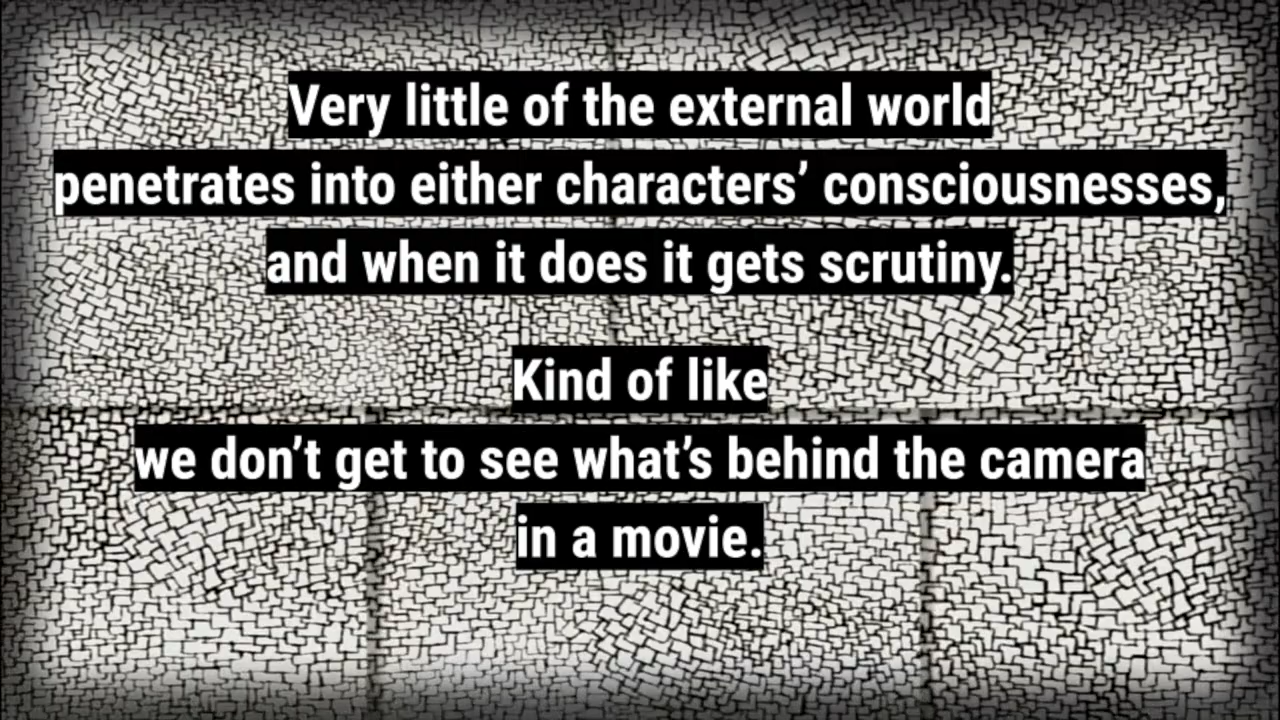 Very little of the external world
penetrates into either characters’ consciousnesses,
and when it does it gets scrutiny.
Kind of like
we don’t get to see what’s behind the camera
in a movie.